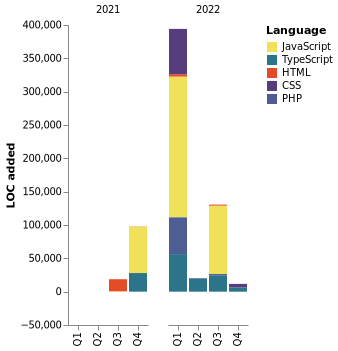 2021
2022
LOC added
400,000
350,000
300,000
250,000
200,000
150,000
100,000
50,000
0
−50,000
Q1
Q2
Q3
Q4
Q1
Q2
Q3
Q4
Language
JavaScript
TypeScript
HTML
CSS
PHP